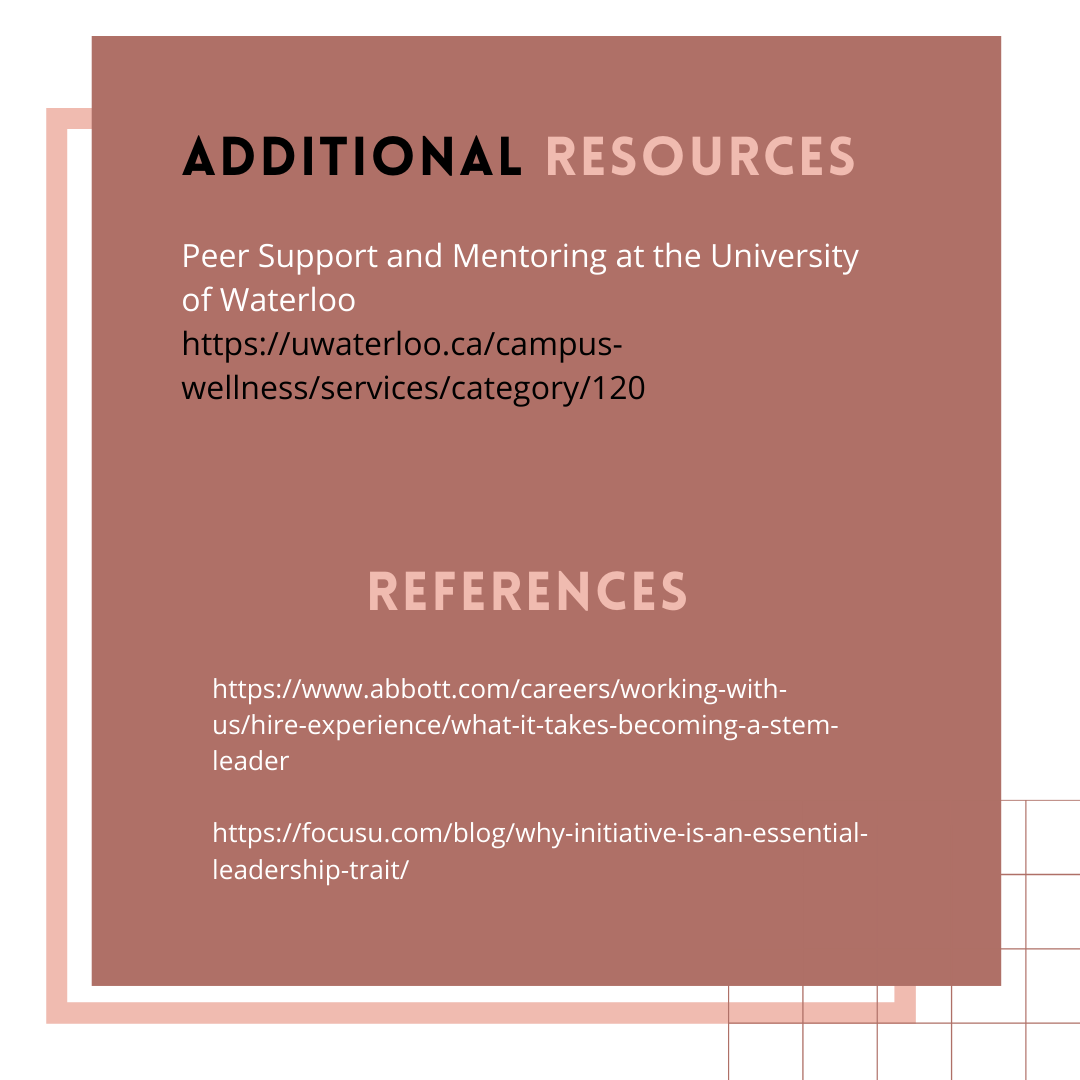 ADDITIONAL RESOURCES
Peer Support and Mentoring at the University
of Waterloo
https://uwaterloo.ca/campus-
wellness/services/category/120
REFERENCES
https://www.abbott.com/careers/working-with-
us/hire-experience/what-it-takes-becoming-a-stem-
leader
https://focusu.com/blog/why-initiative-is-an-essential-
leadership-trait/